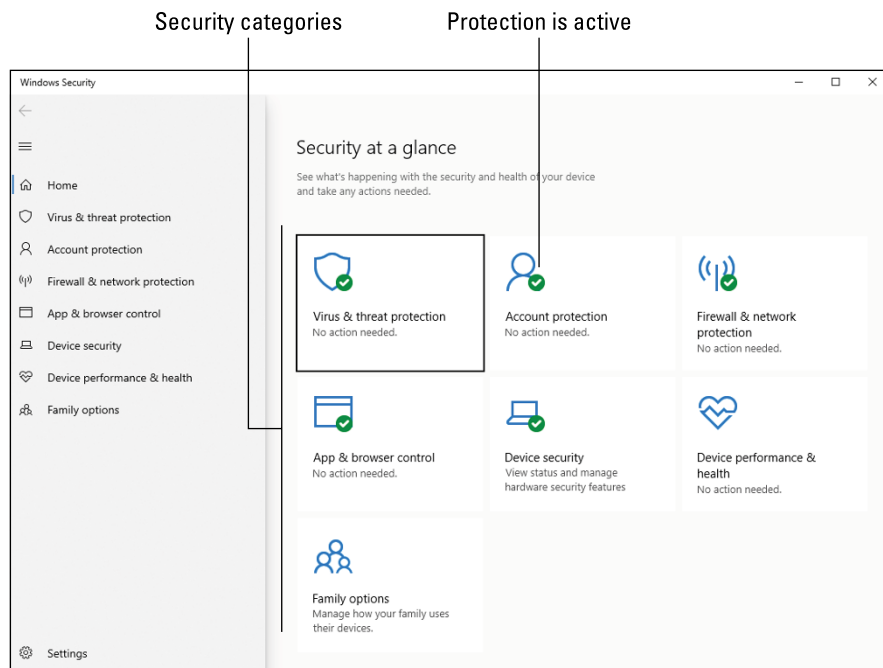 Security categories
Protection is active
Windows Security
Home
Virus & threat protection
Account protection
Firewall & network protection
App & browser control
Device security
Device performance & health
Family options
Settings
Security at a glance
See what's happening with the security and health of your device
and take any actions needed.
Virus & threat protection
No action needed.
Account protection
No action needed.
Firewall & network
protection
No action needed.
App & browser control
No action needed.
Device security
View status and manage
hardware security features
Device performance &
health
No action needed.
Family options
Manage how your family uses
their devices.